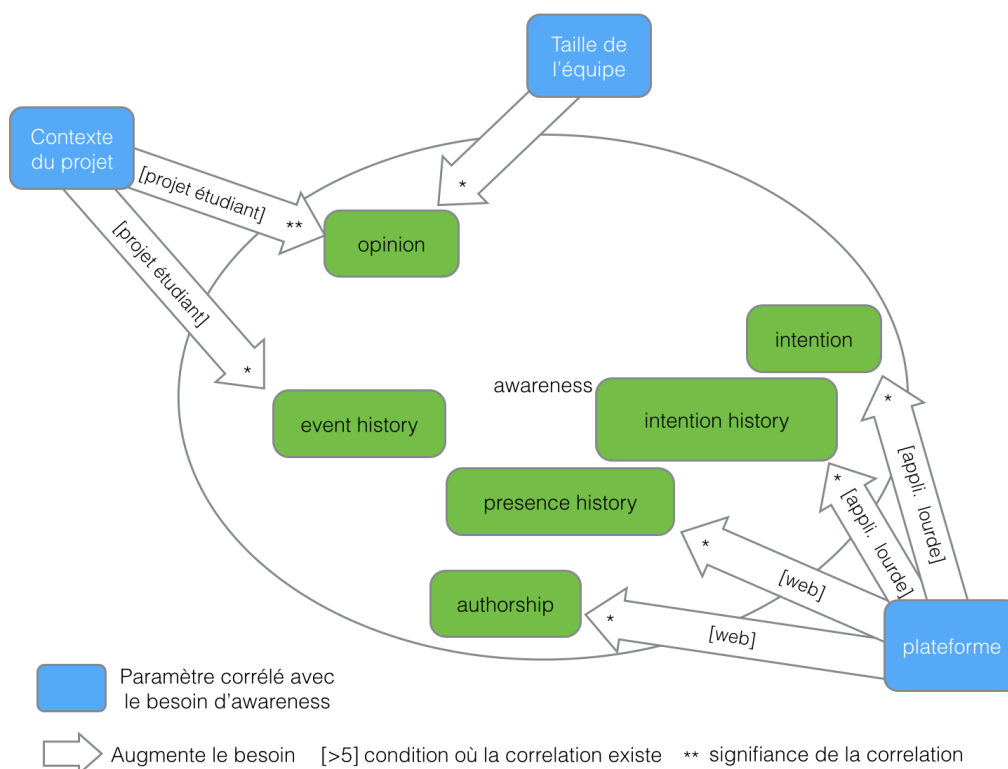 Taille de
l'équipe
Contexte
du projet
[projet étudiant]
**
*
[projet étudiant]
*
opinion
intention
awareness
intention history
event history
presence history
authorship
*
[appli. lourde]
*
[appli. lourde]
*
[web]
*
[web]
plateforme
Paramètre corrélé avec
le besoin d'awareness
Augmente le besoin [>5] condition où la correlation existe ** signifiance de la correlation